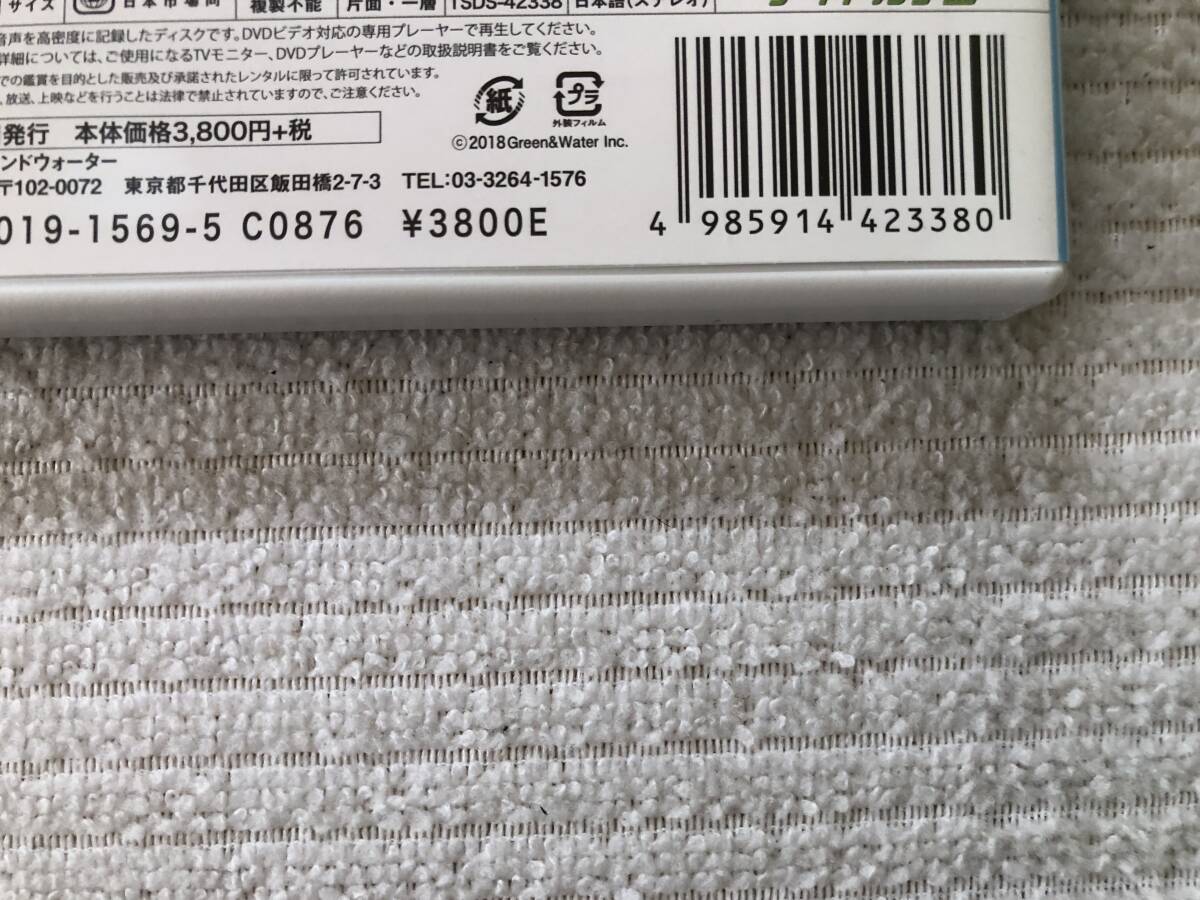 サイズ 日本市場向 複製不能 片面・一層 TSDS-42338 日本語(ステレオ)
音声を高密度に記録したディスクです。DVDビデオ対応の専用プレーヤーで再生してください。
詳細については、ご使用になるTVモニター、DVDプレーヤーなどの取扱説明書をご覧ください。
での鑑賞を目的とした販売及び承諾されたレンタルに限って許可されています。
、放送、上映などを行うことは法律で禁止されていますので、ご注意ください。
紙
プラ
外装フィルム
発行 本体価格3,800円+税
©2018Green&Water Inc.
ンドウォーター
〒102-0072 東京都千代田区飯田橋2-7-3 TEL:03-3264-1576
019-1569-5 C0876 ¥3800E
4 985914 423380